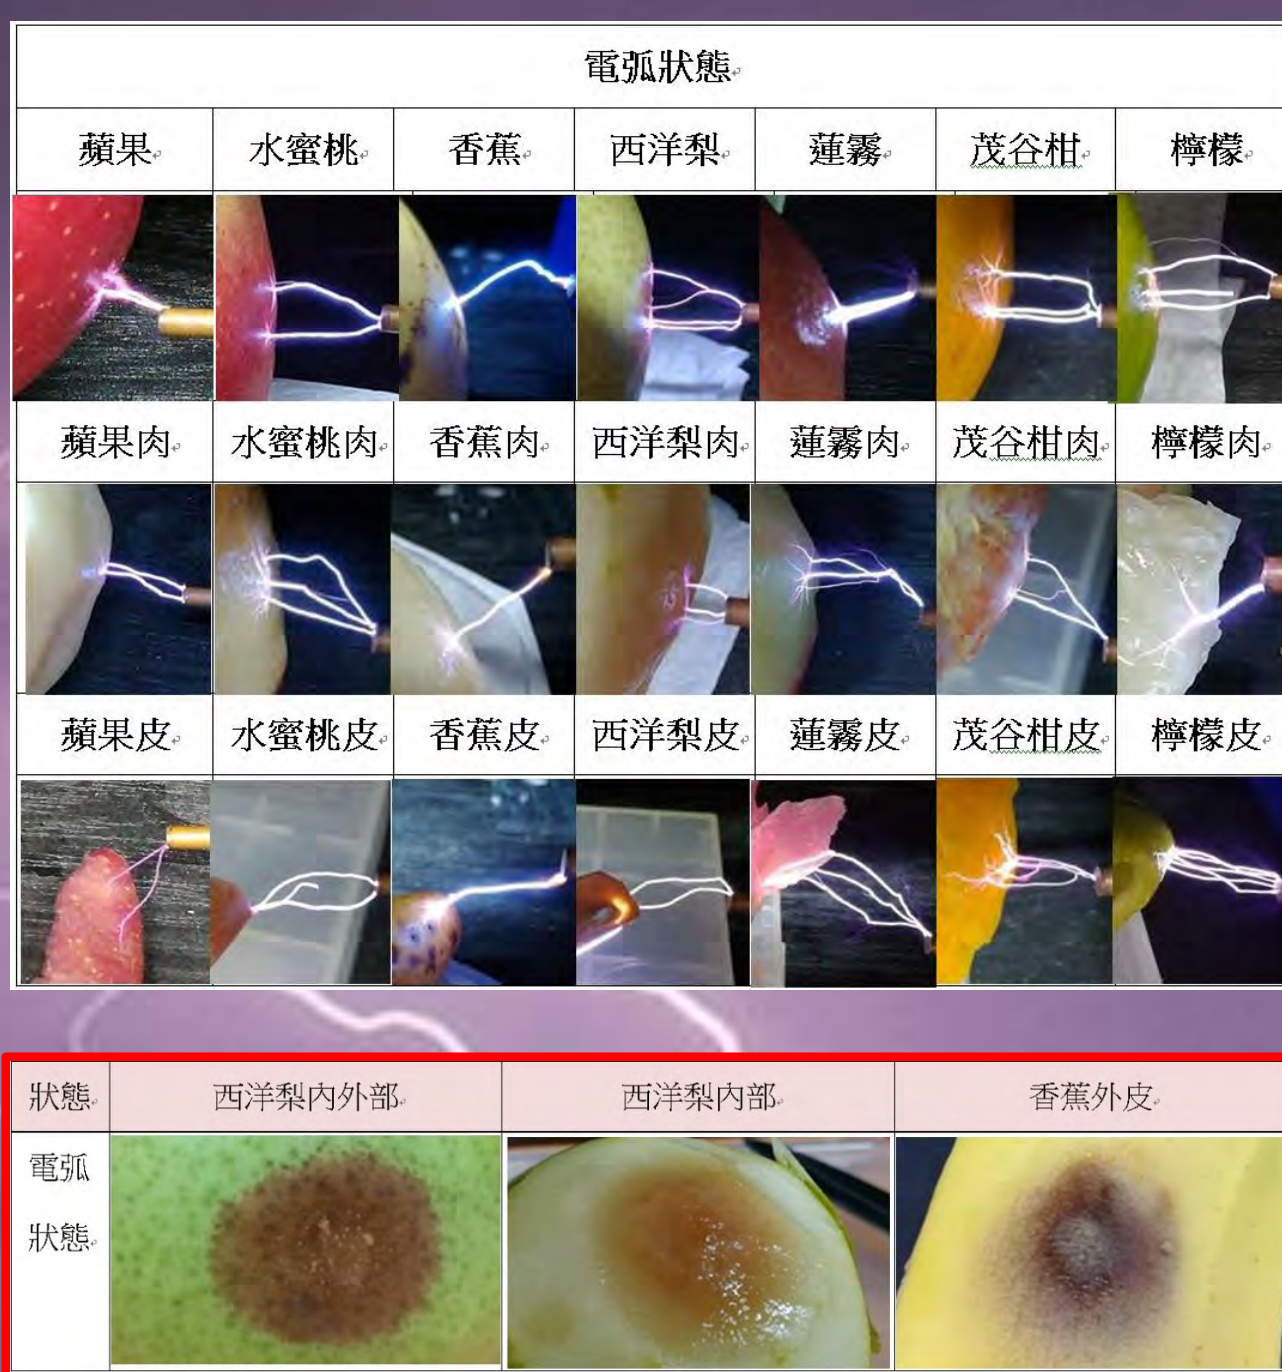 電弧狀態
蘋果 水蜜桃 香蕉 西洋梨 蓮霧 茂谷柑 檸檬
蘋果肉 水蜜桃肉 香蕉肉 西洋梨肉 蓮霧肉 茂谷柑肉 檸檬肉
蘋果皮 水蜜桃皮 香蕉皮 西洋梨皮 蓮霧皮 茂谷柑皮 檸檬皮
狀態 西洋梨內外部 西洋梨內部 香蕉外皮
電弧
狀態